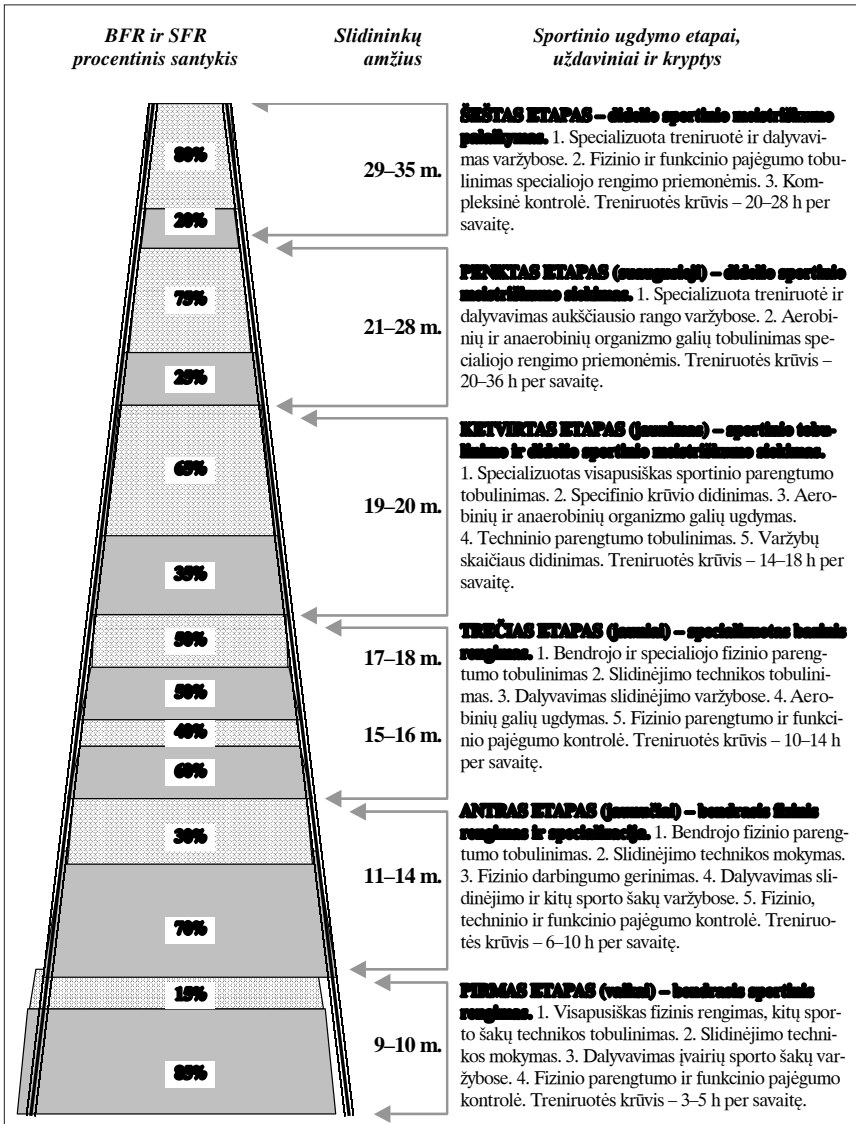 BFR ir SFR
procentinis santykis
Slidininkų
amžius
Sportinio ugdymo etapai,
uždaviniai ir kryptys
80%
20%
29–35 m.
ŠEŠTAS ETAPAS – didelio sportinio meistriškumo
palaikymas. 1. Specializuota treniruotė ir dalyvavi-
mas varžybose. 2. Fizinio ir funkcinio pajėgumo tobu-
linimas specialiojo rengimo priemonėmis. 3. Kom-
pleksinė kontrolė. Treniruotės krūvis – 20–28 h per
savaitę.
75%
25%
21–28 m.
PENKTAS ETAPAS (suaugusieji) – didelio sportinio
meistriškumo siekimas. 1. Specializuota treniruotė ir
dalyvavimas aukščiausio rango varžybose. 2. Aerobi-
nių ir anaerobinių organizmo galių tobulinimas spe-
cialiojo rengimo priemonėmis. Treniruotės krūvis –
20–36 h per savaitę.
65%
35%
19–20 m.
KETVIRTAS ETAPAS (jaunimas) – sportinio tobu-
linimo ir didelio sportinio meistriškumo siekimas.
1. Specializuotas visapusiškas sportinio parengtumo
tobulinimas. 2. Specifinio krūvio didinimas. 3. Aero-
binių ir anaerobinių organizmo galių ugdymas.
4. Techninio parengtumo tobulinimas. 5. Varžybų
skaičiaus didinimas. Treniruotės krūvis – 14–18 h per
savaitę.
50%
50%
40%
60%
17–18 m.
15–16 m.
TREČIAS ETAPAS (jauniai) – specializuotas bazinis
rengimas. 1. Bendrojo ir specialiojo fizinio pareng-
tumo tobulinimas 2. Slidinėjimo technikos tobulini-
mas. 3. Dalyvavimas slidinėjimo varžybose. 4. Aero-
binių galių ugdymas. 5. Fizinio parengtumo ir funkci-
nio pajėgumo kontrolė. Treniruotės krūvis – 10–14 h
per savaitę.
30%
70%
11–14 m.
ANTRAS ETAPAS (jaunučiai) – bendrasis fizinis
rengimas ir specializacija. 1. Bendrojo fizinio pareng-
tumo tobulinimas. 2. Slidinėjimo technikos mokymas.
3. Fizinio darbingumo gerinimas. 4. Dalyvavimas sli-
dinėjimo ir kitų sporto šakų varžybose. 5. Fizinio,
techninio ir funkcinio pajėgumo kontrolė. Treniruo-
tės krūvis – 6–10 h per savaitę.
15%
85%
9–10 m.
PIRMAS ETAPAS (vaikai) – bendrasis sportinis
rengimas. 1. Visapusiškas fizinis rengimas, kitų spor-
to šakų technikos tobulinimas. 2. Slidinėjimo techni-
kos mokymas. 3. Dalyvavimas įvairių sporto šakų var-
žybose. 4. Fizinio parengtumo ir funkcinio pajėgumo
kontrolė. Treniruotės krūvis – 3–5 h per savaitę.